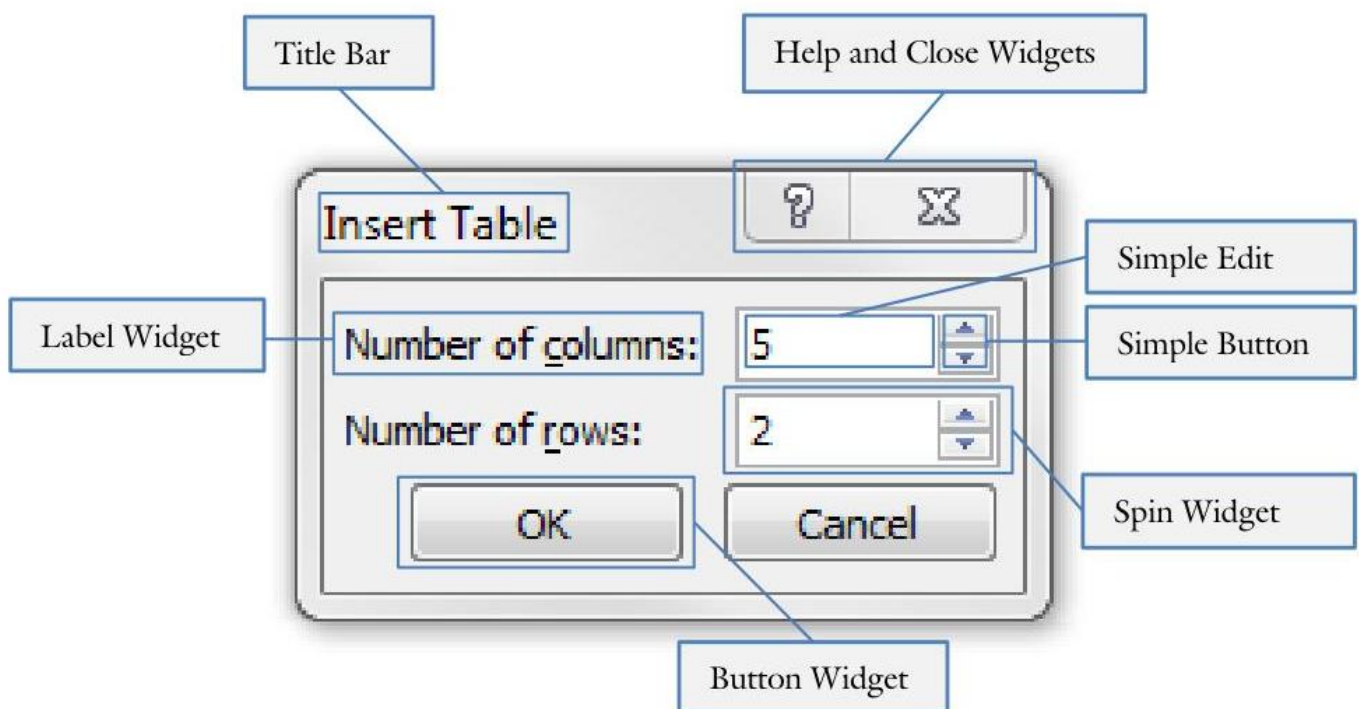 Title Bar
Help and Close Widgets
Insert Table
?
X
Simple Edit
Label Widget
Number of columns:
5
Simple Button
Number of rows:
2
Spin Widget
OK
Cancel
Button Widget